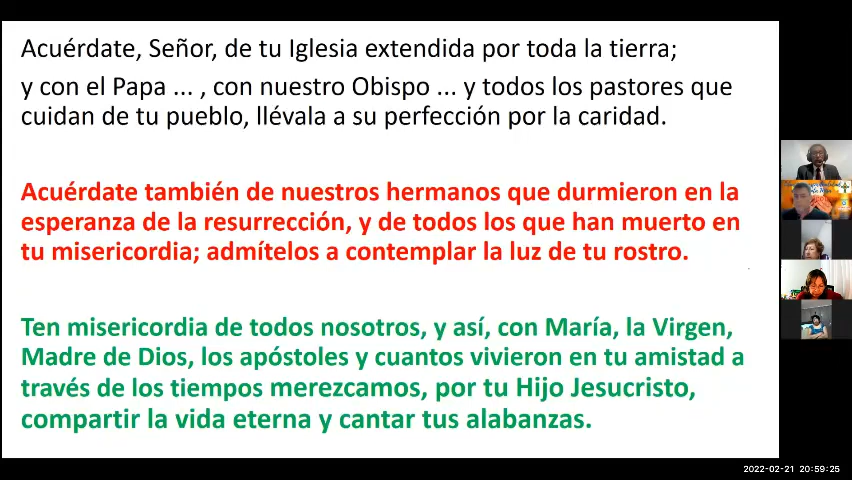 Acuérdate, Señor, de tu Iglesia extendida por toda la tierra;
y con el Papa ... , con nuestro Obispo ... y todos los pastores que
cuidan de tu pueblo, llévala a su perfección por la caridad.
Acuérdate también de nuestros hermanos que durmieron en la
esperanza de la resurrección, y de todos los que han muerto en
tu misericordia; admítelos a contemplar la luz de tu rostro.
Ten misericordia de todos nosotros, y así, con María, la Virgen,
Madre de Dios, los apóstoles y cuantos vivieron en tu amistad a
través de los tiempos merezcamos, por tu Hijo Jesucristo,
compartir la vida eterna y cantar tus alabanzas.
2022-02-21 20:59:25